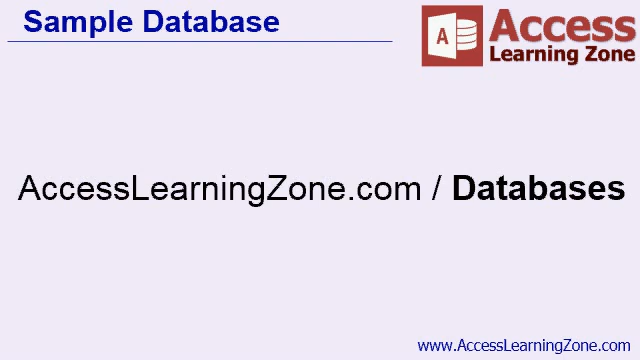 Sample Database
A
Access
Learning Zone
AccessLearningZone.com / Databases
www.AccessLearningZone.com